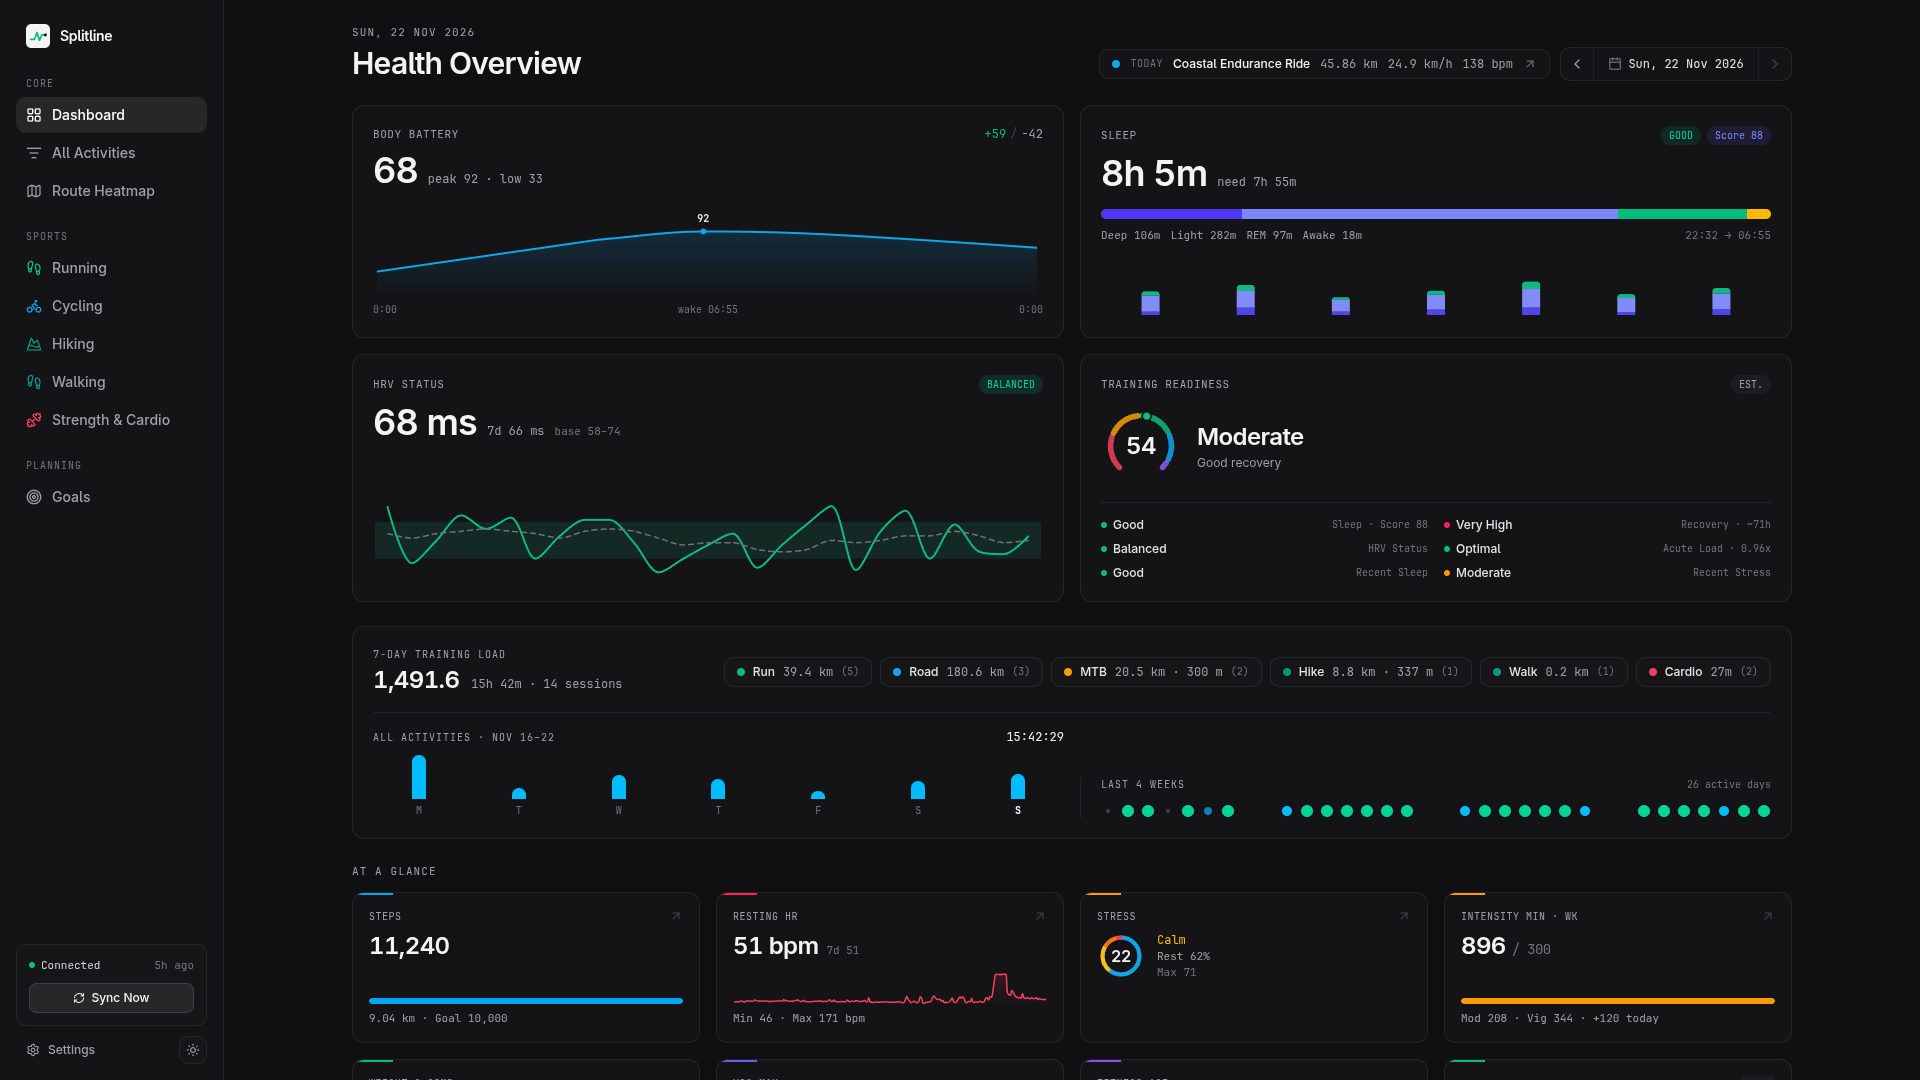 Splitline
CORE
Dashboard
All Activities
Route Heatmap
SPORTS
Running
Cycling
Hiking
Walking
Strength & Cardio
PLANNING
Goals
Connected 5h ago
Sync Now
Settings
SUN, 22 NOV 2026
Health Overview
TODAY Coastal Endurance Ride 45.86 km 24.9 km/h 138 bpm
Sun, 22 Nov 2026
BODY BATTERY +59 / -42
68 peak 92 · low 33
92
0:00 wake 06:55 0:00
SLEEP GOOD Score 88
8h 5m need 7h 55m
Deep 106m Light 282m REM 97m Awake 18m 22:32 → 06:55
HRV STATUS BALANCED
68 ms 7d 66 ms base 58–74
TRAINING READINESS EST.
54
Moderate
Good recovery
Good Sleep · Score 88 Very High Recovery · ~71h
Balanced HRV Status Optimal Acute Load · 0.96x
Good Recent Sleep Moderate Recent Stress
7-DAY TRAINING LOAD
1,491.6 15h 42m · 14 sessions
Run 39.4 km (5) Road 180.6 km (3) MTB 20.5 km · 300 m (2) Hike 8.8 km · 337 m (1) Walk 0.2 km (1) Cardio 27m (2)
ALL ACTIVITIES · NOV 16–22 15:42:29
M T W T F S S
LAST 4 WEEKS 26 active days
AT A GLANCE
STEPS
11,240
9.04 km · Goal 10,000
RESTING HR
51 bpm 7d 51
Min 46 · Max 171 bpm
STRESS
22
Calm
Rest 62%
Max 71
INTENSITY MIN · WK
896 / 300
Mod 208 · Vig 344 · +120 today